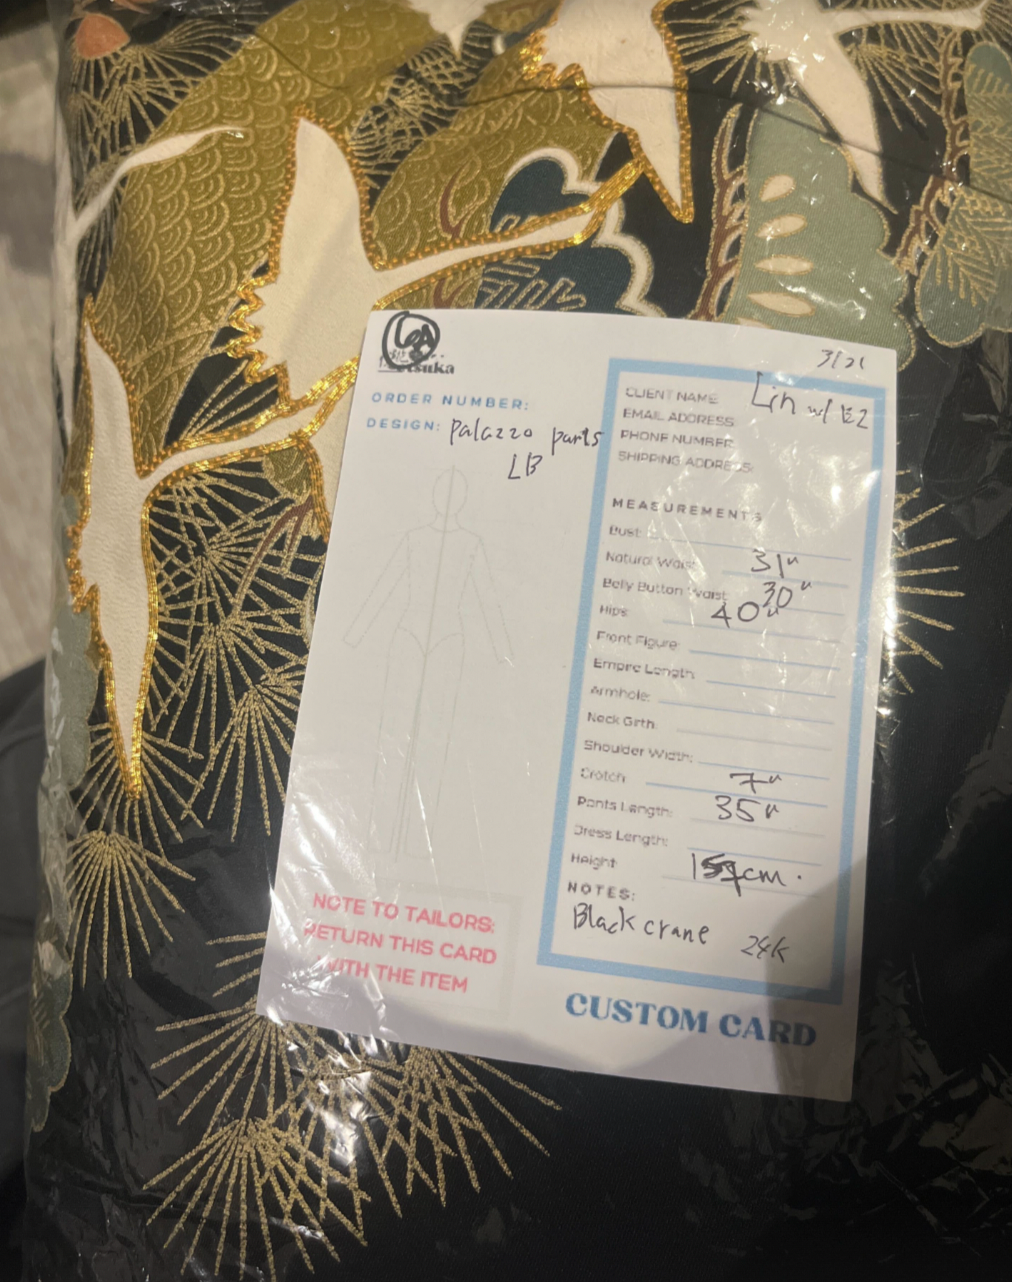 3/21
ORDER NUMBER:
DESIGN: Palazzo pants
LB
CLIENT NAME Lin w/
EMAIL ADDRESS:
PHONE NUMBER:
SHIPPING ADDRESS:
MEASUREMENTS
Bust:
Natural Waist: 31"
Belly Button Waist: 30"
Hips: 40"
Front Figure:
Empire Length:
Armhole:
Neck Girth:
Shoulder Width:
Crotch: 7"
Pants Length: 35"
Dress Length:
Height: cm.
NOTES:
Black crane 24k
NOTE TO TAILORS:
RETURN THIS CARD
WITH THE ITEM
CUSTOM CARD